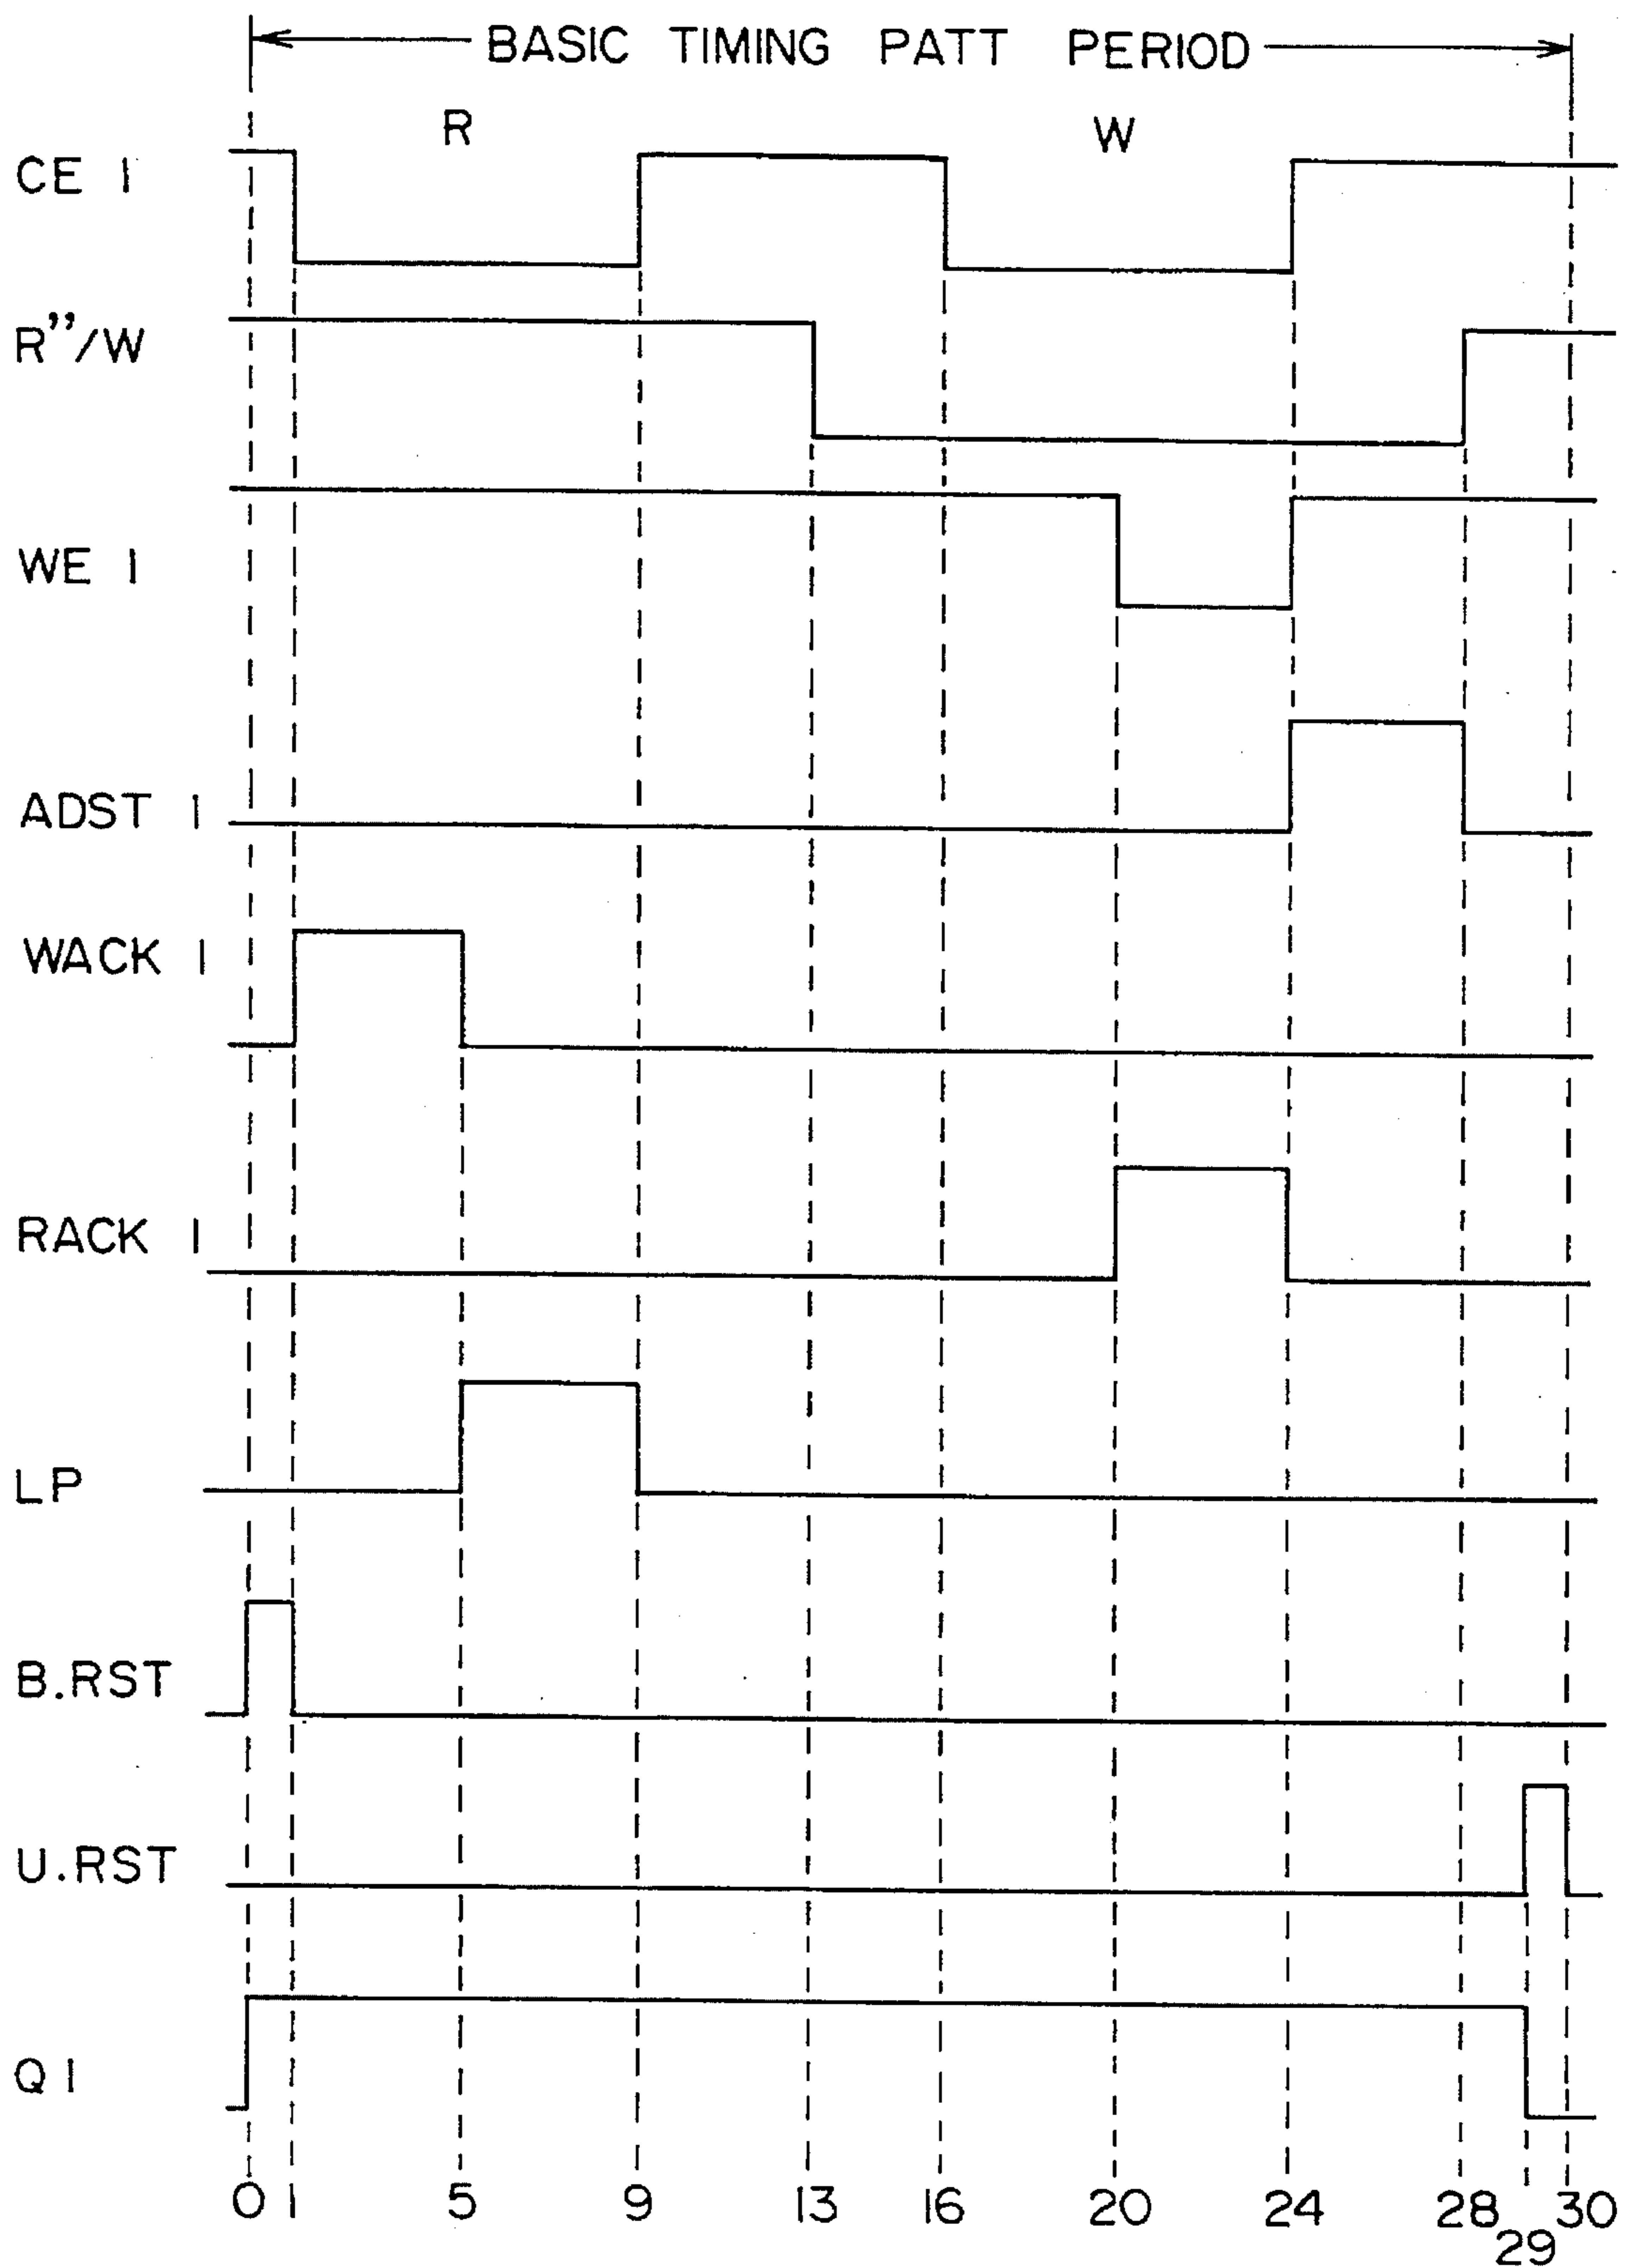 BASIC TIMING PATT PERIOD
R
W
CE 1
R"/W
WE 1
ADST 1
WACK 1
RACK 1
LP
B.RST
U.RST
Q1
0 1 5 9 13 16 20 24 28 29 30